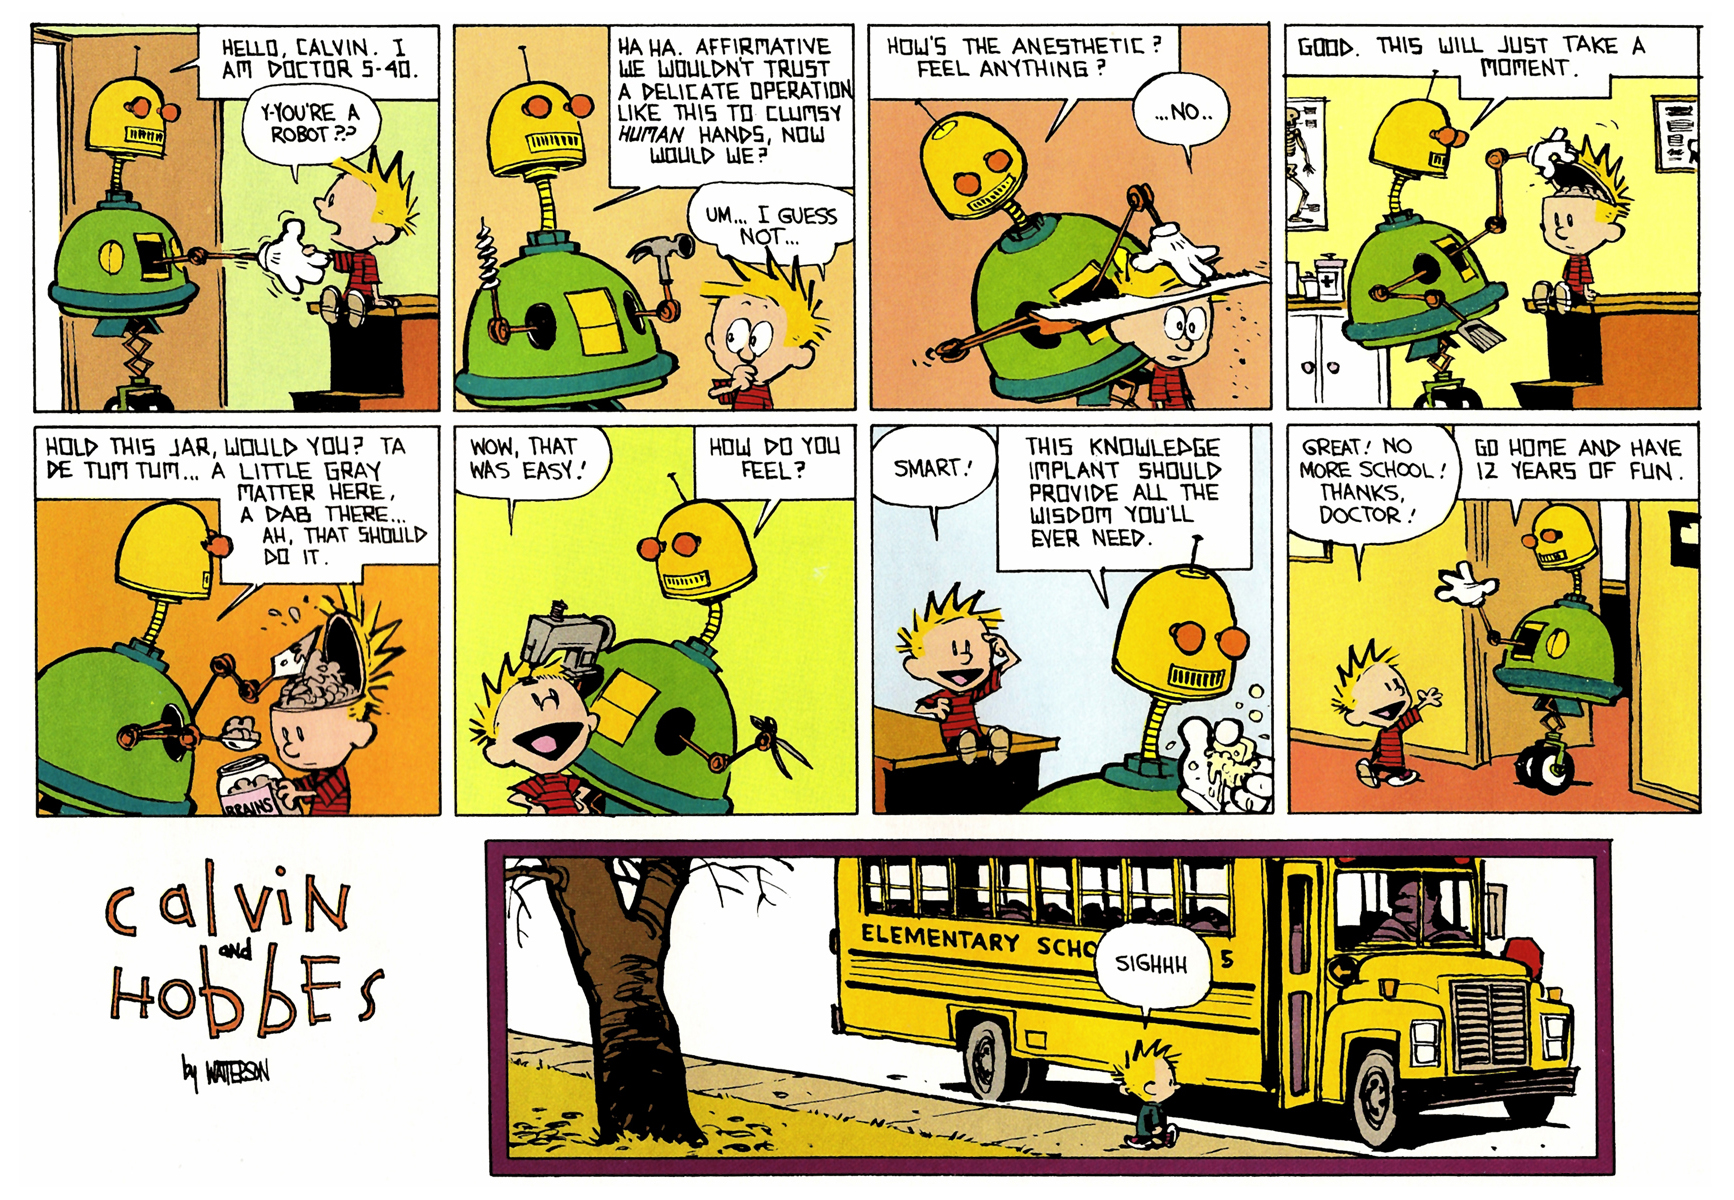 HELLO, CALVIN. I
AM DOCTOR 5-40.
Y-YOU'RE A
ROBOT??
HA HA. AFFIRMATIVE
WE WOULDN'T TRUST
A DELICATE OPERATION
LIKE THIS TO CLUMSY
HUMAN HANDS, NOW
WOULD WE?
UM... I GUESS
NOT...
HOW'S THE ANESTHETIC?
FEEL ANYTHING?
...NO..
GOOD. THIS WILL JUST TAKE A
MOMENT.
HOLD THIS JAR, WOULD YOU? TA
DE TUM TUM... A LITTLE GRAY
MATTER HERE,
A DAB THERE...
AH, THAT SHOULD
DO IT.
BRAINS
WOW, THAT
WAS EASY!
HOW DO YOU
FEEL?
SMART!
THIS KNOWLEDGE
IMPLANT SHOULD
PROVIDE ALL THE
WISDOM YOU'LL
EVER NEED.
GREAT! NO
MORE SCHOOL!
THANKS,
DOCTOR!
GO HOME AND HAVE
12 YEARS OF FUN.
CALVIN
and
HOBBES
by WATTERSON
ELEMENTARY SCHO 5
SIGHHH